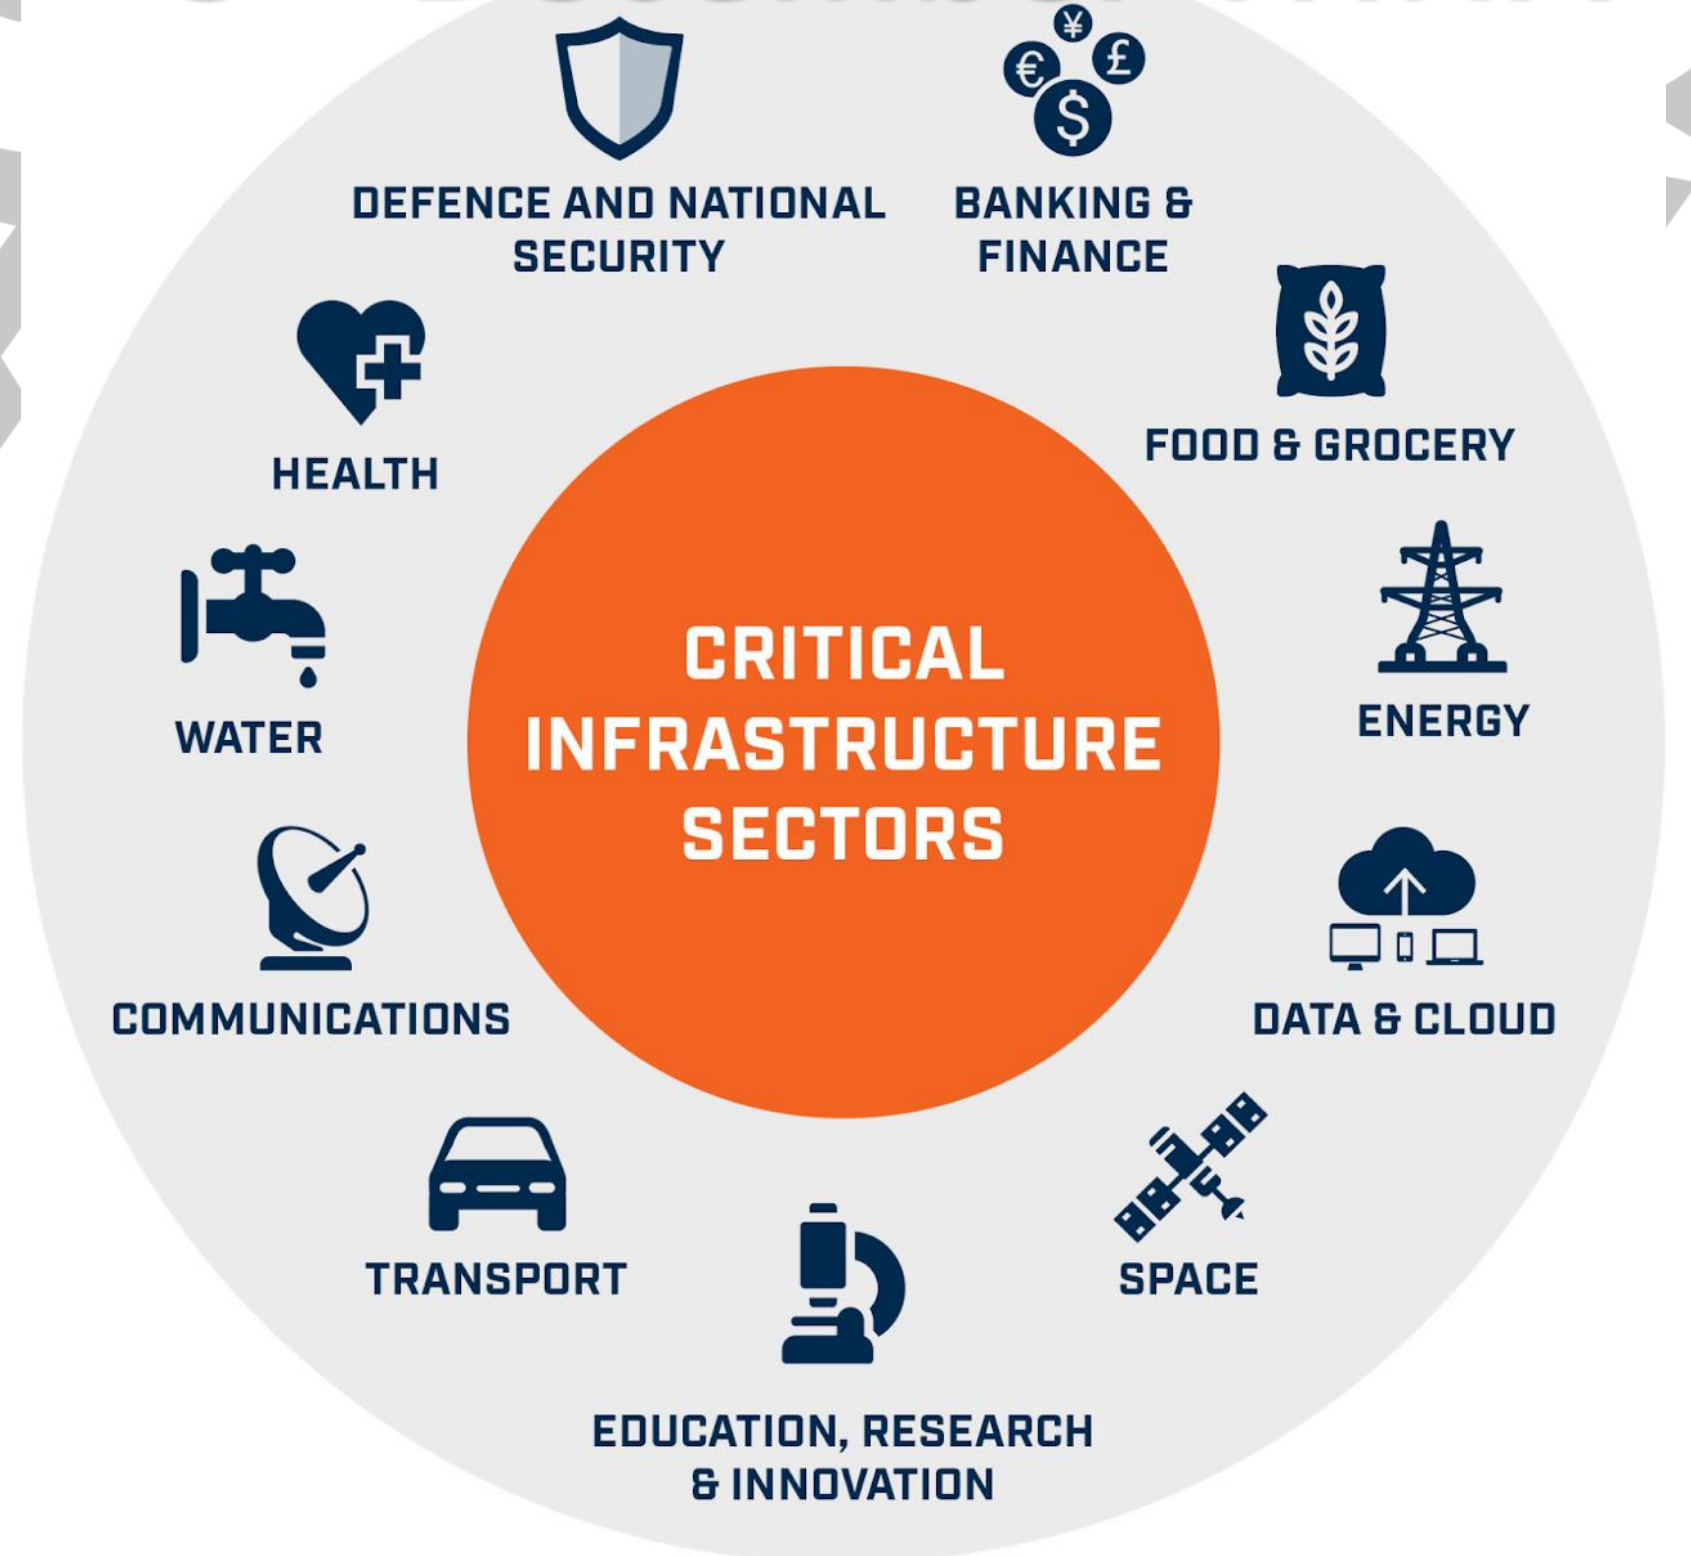 DEFENCE AND NATIONAL
SECURITY
BANKING &
FINANCE
¥
€
£
$
FOOD & GROCERY
HEALTH
ENERGY
WATER
CRITICAL
INFRASTRUCTURE
SECTORS
DATA & CLOUD
COMMUNICATIONS
SPACE
TRANSPORT
EDUCATION, RESEARCH
& INNOVATION